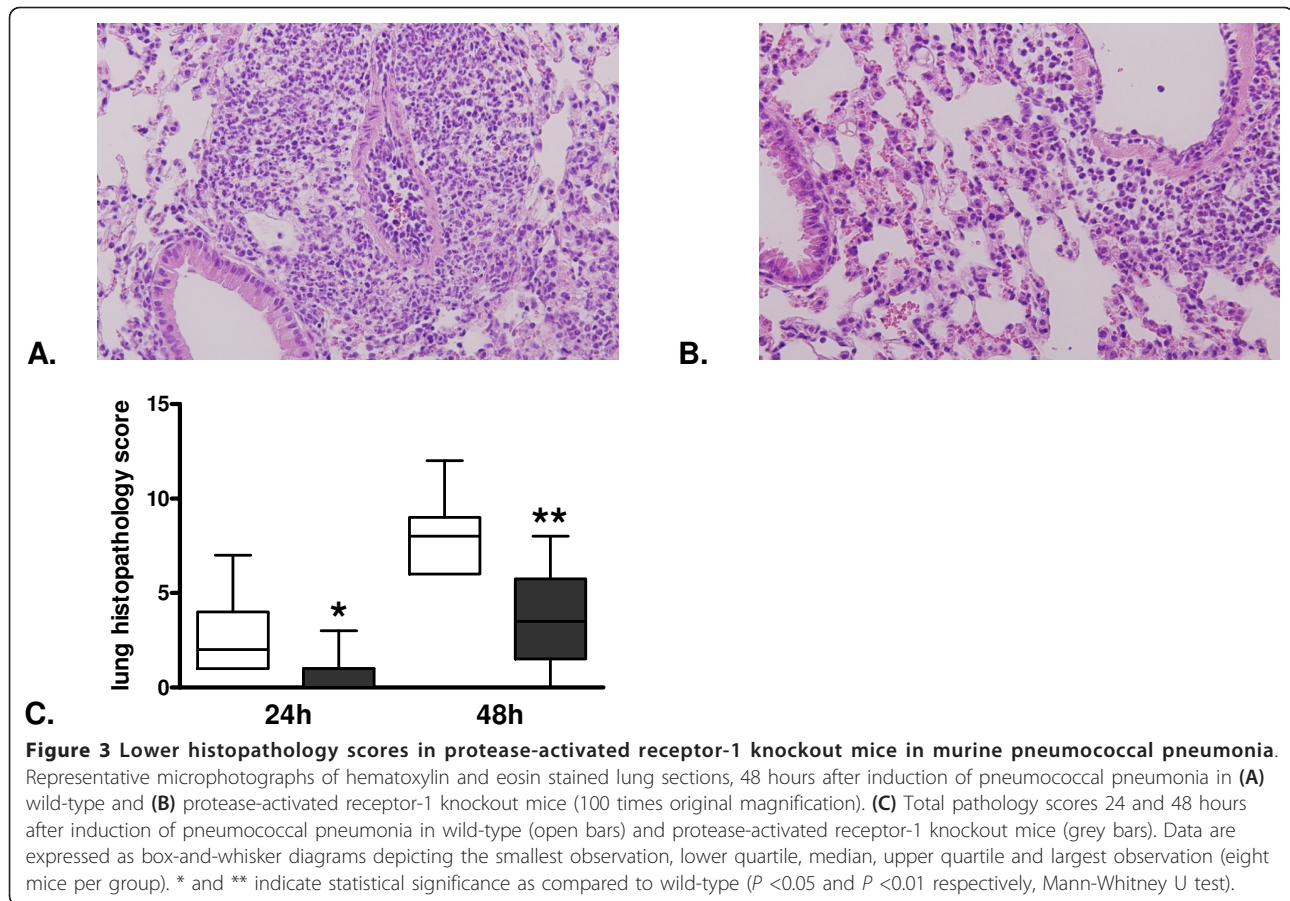 A.
B.
15
10
5
0
lung histopathology score
*
**
24h
48h
C.
Figure 3 Lower histopathology scores in protease-activated receptor-1 knockout mice in murine pneumococcal pneumonia.
Representative microphotographs of hematoxylin and eosin stained lung sections, 48 hours after induction of pneumococcal pneumonia in (A)
wild-type and (B) protease-activated receptor-1 knockout mice (100 times original magnification). (C) Total pathology scores 24 and 48 hours
after induction of pneumococcal pneumonia in wild-type (open bars) and protease-activated receptor-1 knockout mice (grey bars). Data are
expressed as box-and-whisker diagrams depicting the smallest observation, lower quartile, median, upper quartile and largest observation (eight
mice per group). * and ** indicate statistical significance as compared to wild-type (P <0.05 and P <0.01 respectively, Mann-Whitney U test).